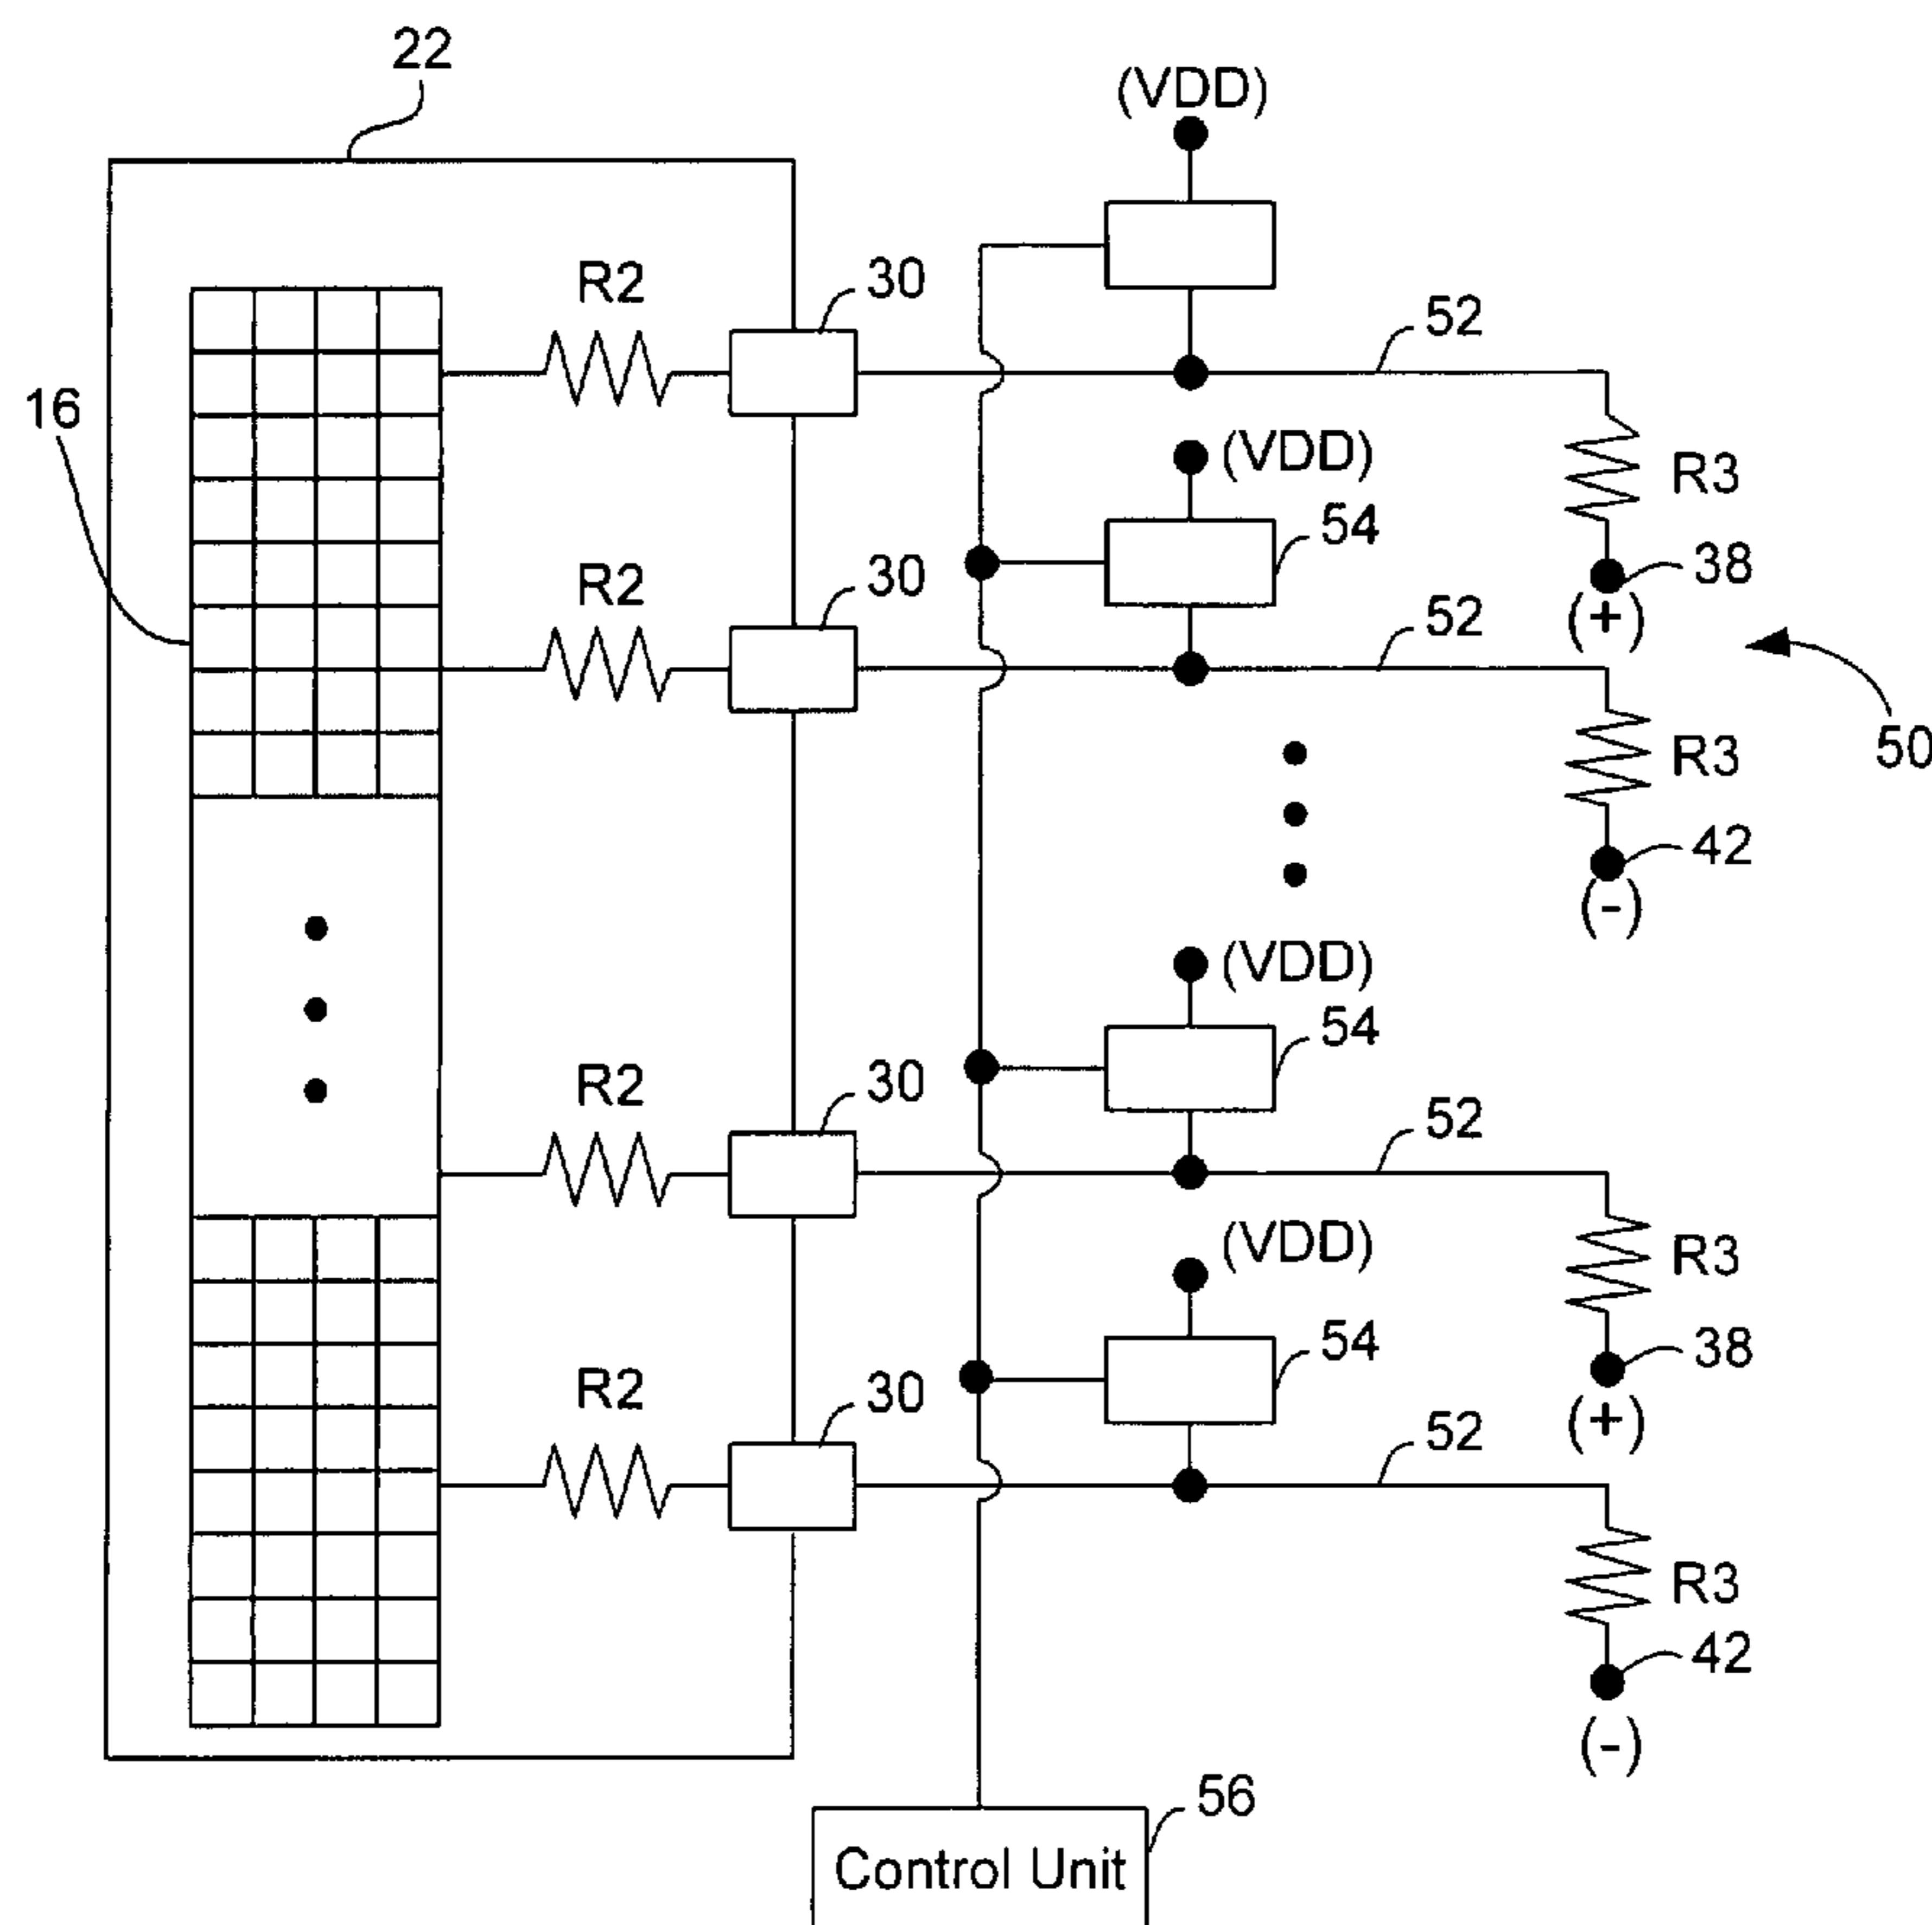 22
(VDD)
R2
30
52
16
(VDD)
R3
54
38
R2
30
(+)
52
50
R3
42
(-)
(VDD)
54
R2
30
52
(VDD)
R3
54
38
R2
30
(+)
52
R3
42
(-)
56
Control Unit